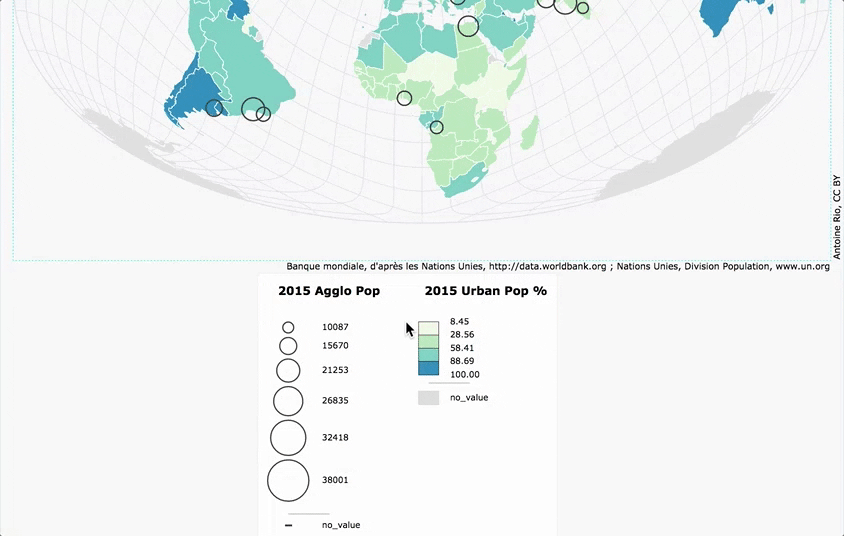 Antoine Rio, CC BY
Banque mondiale, d'après les Nations Unies, http://data.worldbank.org ; Nations Unies, Division Population, www.un.org
2015 Agglo Pop
10087
15670
21253
26835
32418
38001
no_value
2015 Urban Pop %
8.45
28.56
58.41
88.69
100.00
no_value